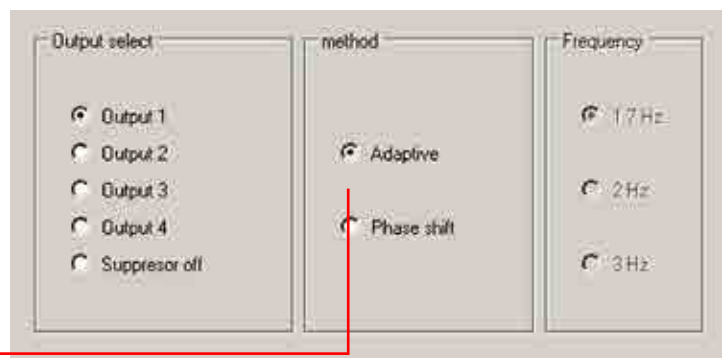 Output select
Output 1
Output 2
Output 3
Output 4
Suppresor off
method
Adaptive
Phase shift
Frequency
1.7 Hz
2 Hz
3 Hz